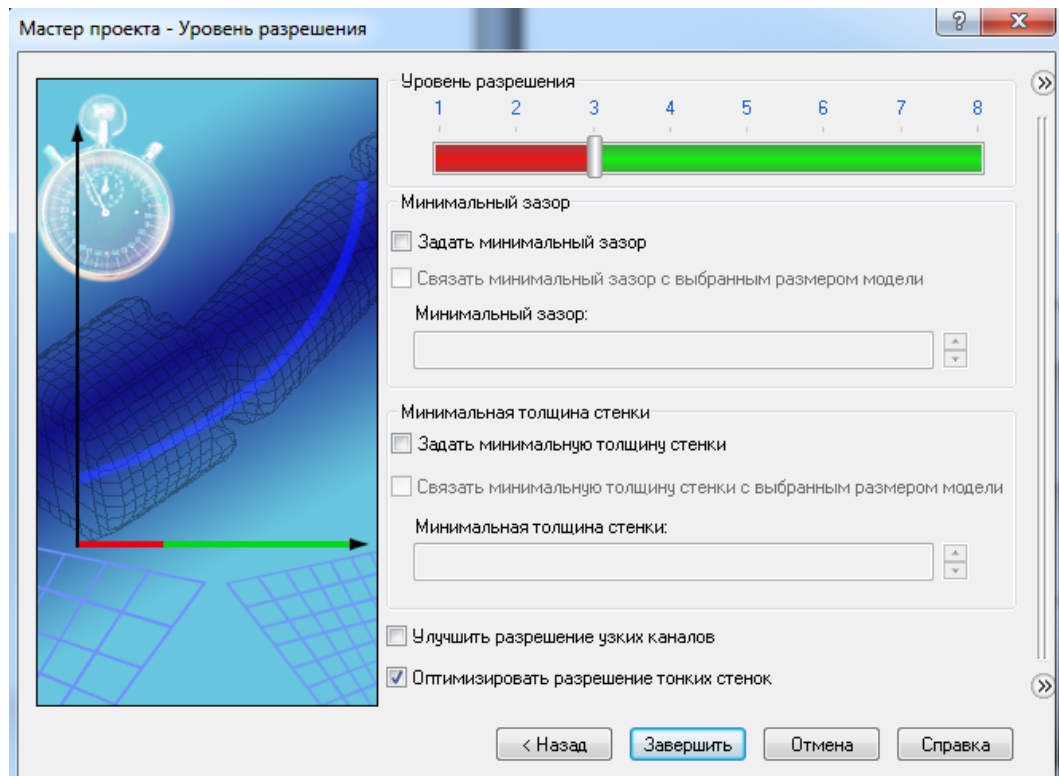 Мастер проекта - Уровень разрешения
Уровень разрешения
1 2 3 4 5 6 7 8
Минимальный зазор
Задать минимальный зазор
Связать минимальный зазор с выбранным размером модели
Минимальный зазор:
Минимальная толщина стенки
Задать минимальную толщину стенки
Связать минимальную толщину стенки с выбранным размером модели
Минимальная толщина стенки:
Улучшить разрешение узких каналов
Оптимизировать разрешение тонких стенок
< Назад Завершить Отмена Справка